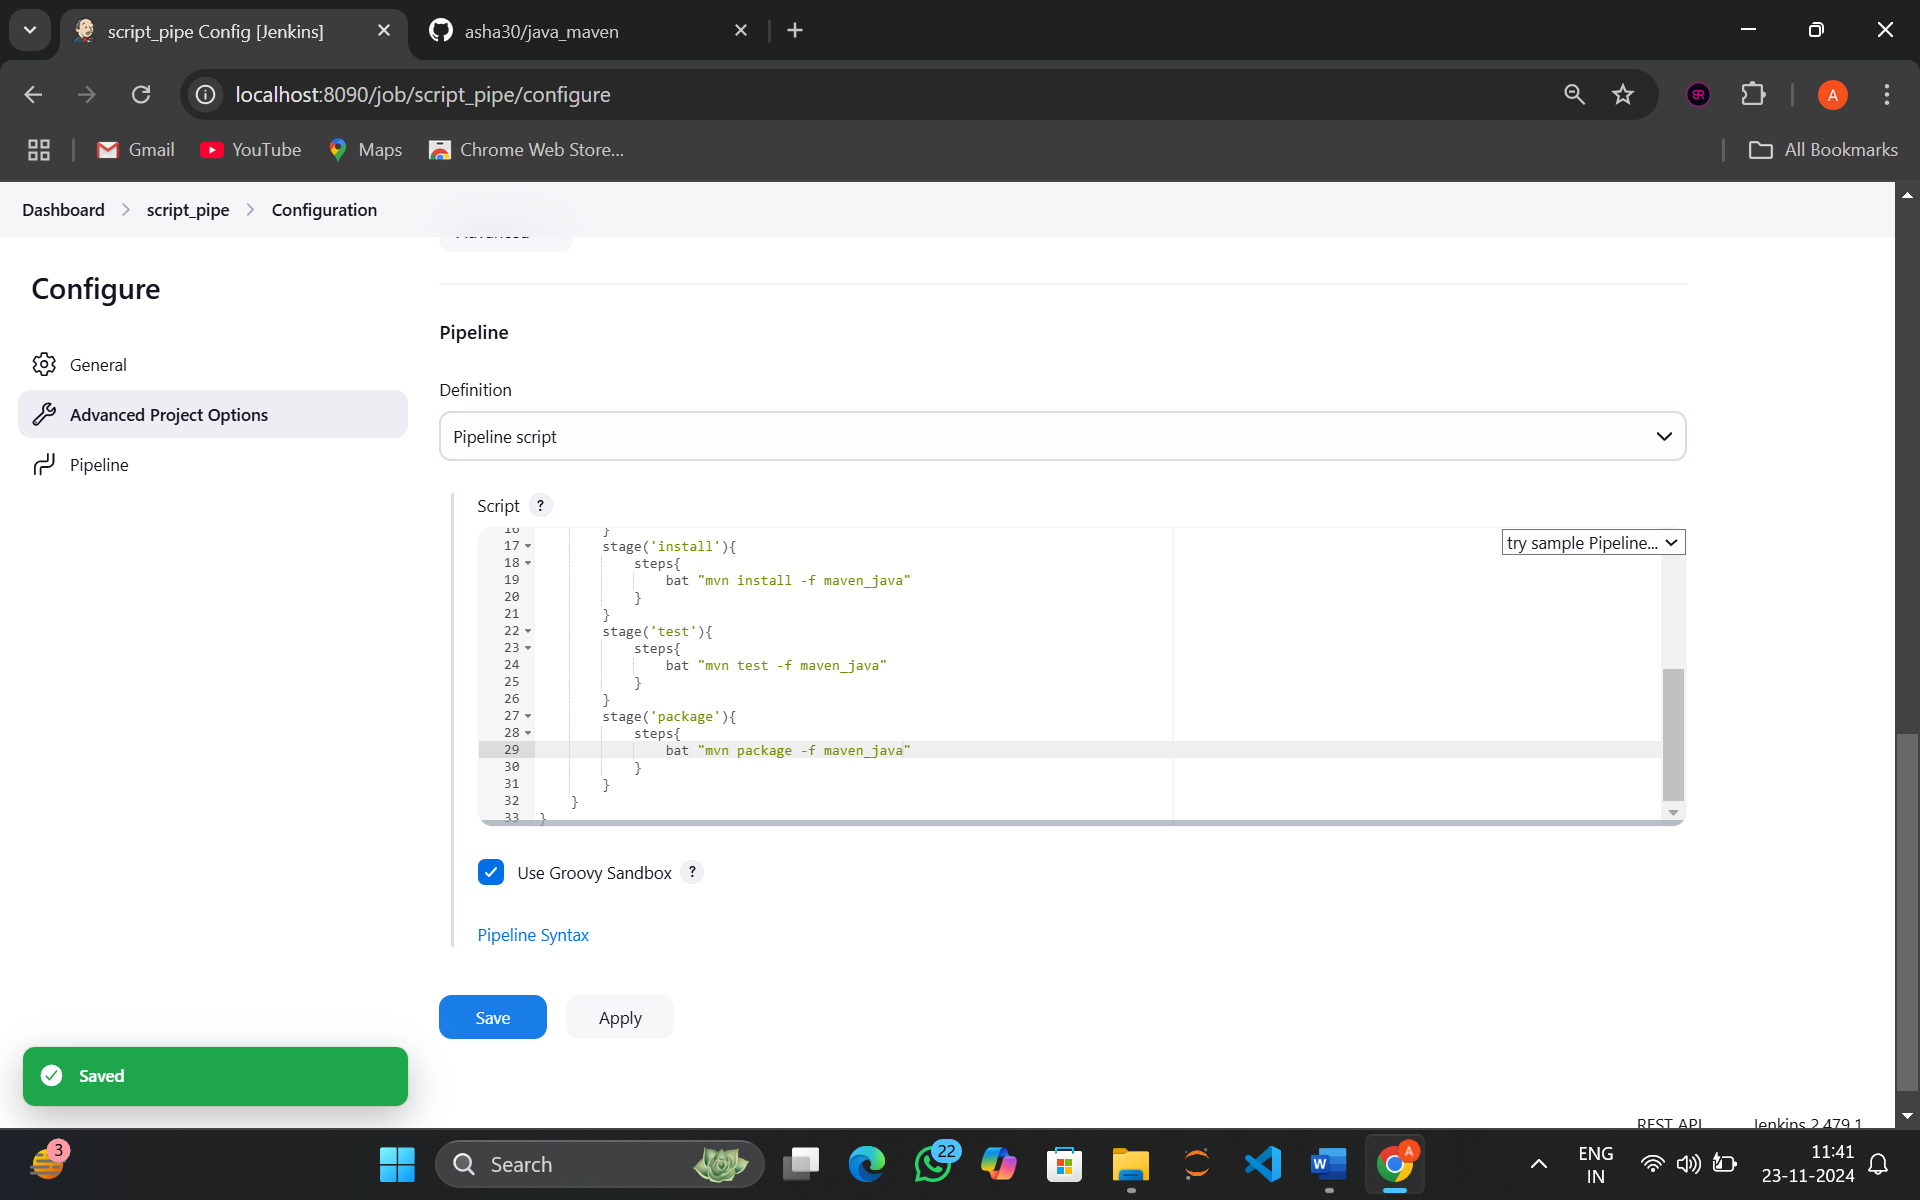 script_pipe Config [Jenkins]
asha30/java_maven
localhost:8090/job/script_pipe/configure
A
Gmail
YouTube
Maps
Chrome Web Store...
All Bookmarks
Dashboard
script_pipe
Configuration
Configure
General
Advanced Project Options
Pipeline
Pipeline
Definition
Pipeline script
Script ?
try sample Pipeline...
16 }
17 stage('install'){
18 steps{
19 bat "mvn install -f maven_java"
20 }
21 }
22 stage('test'){
23 steps{
24 bat "mvn test -f maven_java"
25 }
26 }
27 stage('package'){
28 steps{
29 bat "mvn package -f maven_java"
30 }
31 }
32 }
33 }
Use Groovy Sandbox ?
Pipeline Syntax
Save
Apply
Saved
REST API
Jenkins 2.479.1
3
Search
22
W
A
ENG
IN
11:41
23-11-2024